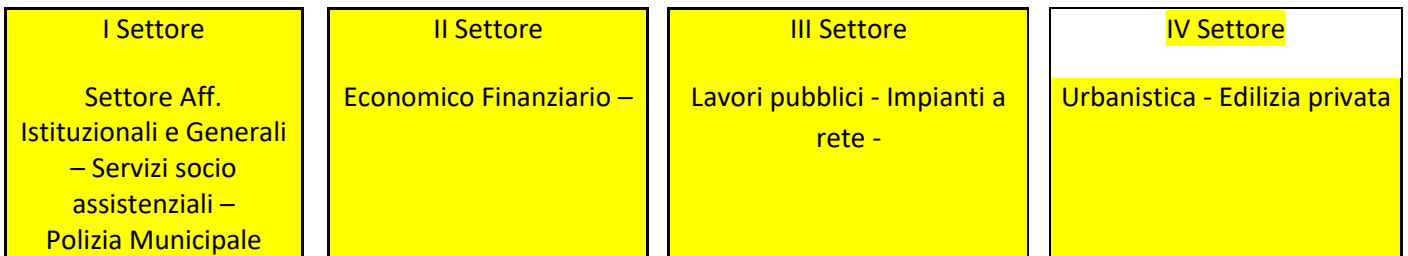 I Settore
Settore Aff.
Istituzionali e Generali
– Servizi socio
assistenziali –
Polizia Municipale
II Settore
Economico Finanziario –
III Settore
Lavori pubblici - Impianti a
rete -
IV Settore
Urbanistica - Edilizia privata